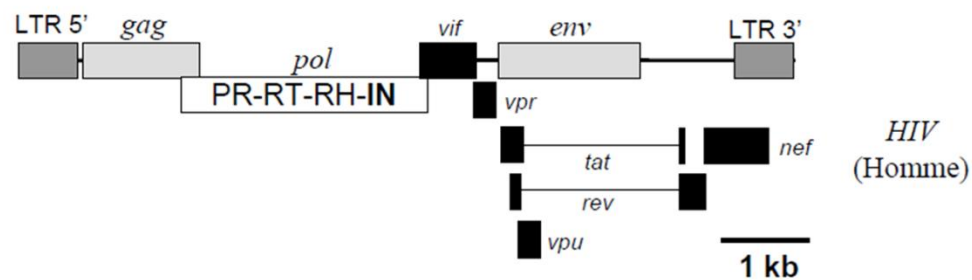 LTR 5’
gag
vif
env
LTR 3’
pol
PR-RT-RH-IN
vpr
HIV
(Homme)
tat
nef
rev
vpu
1 kb